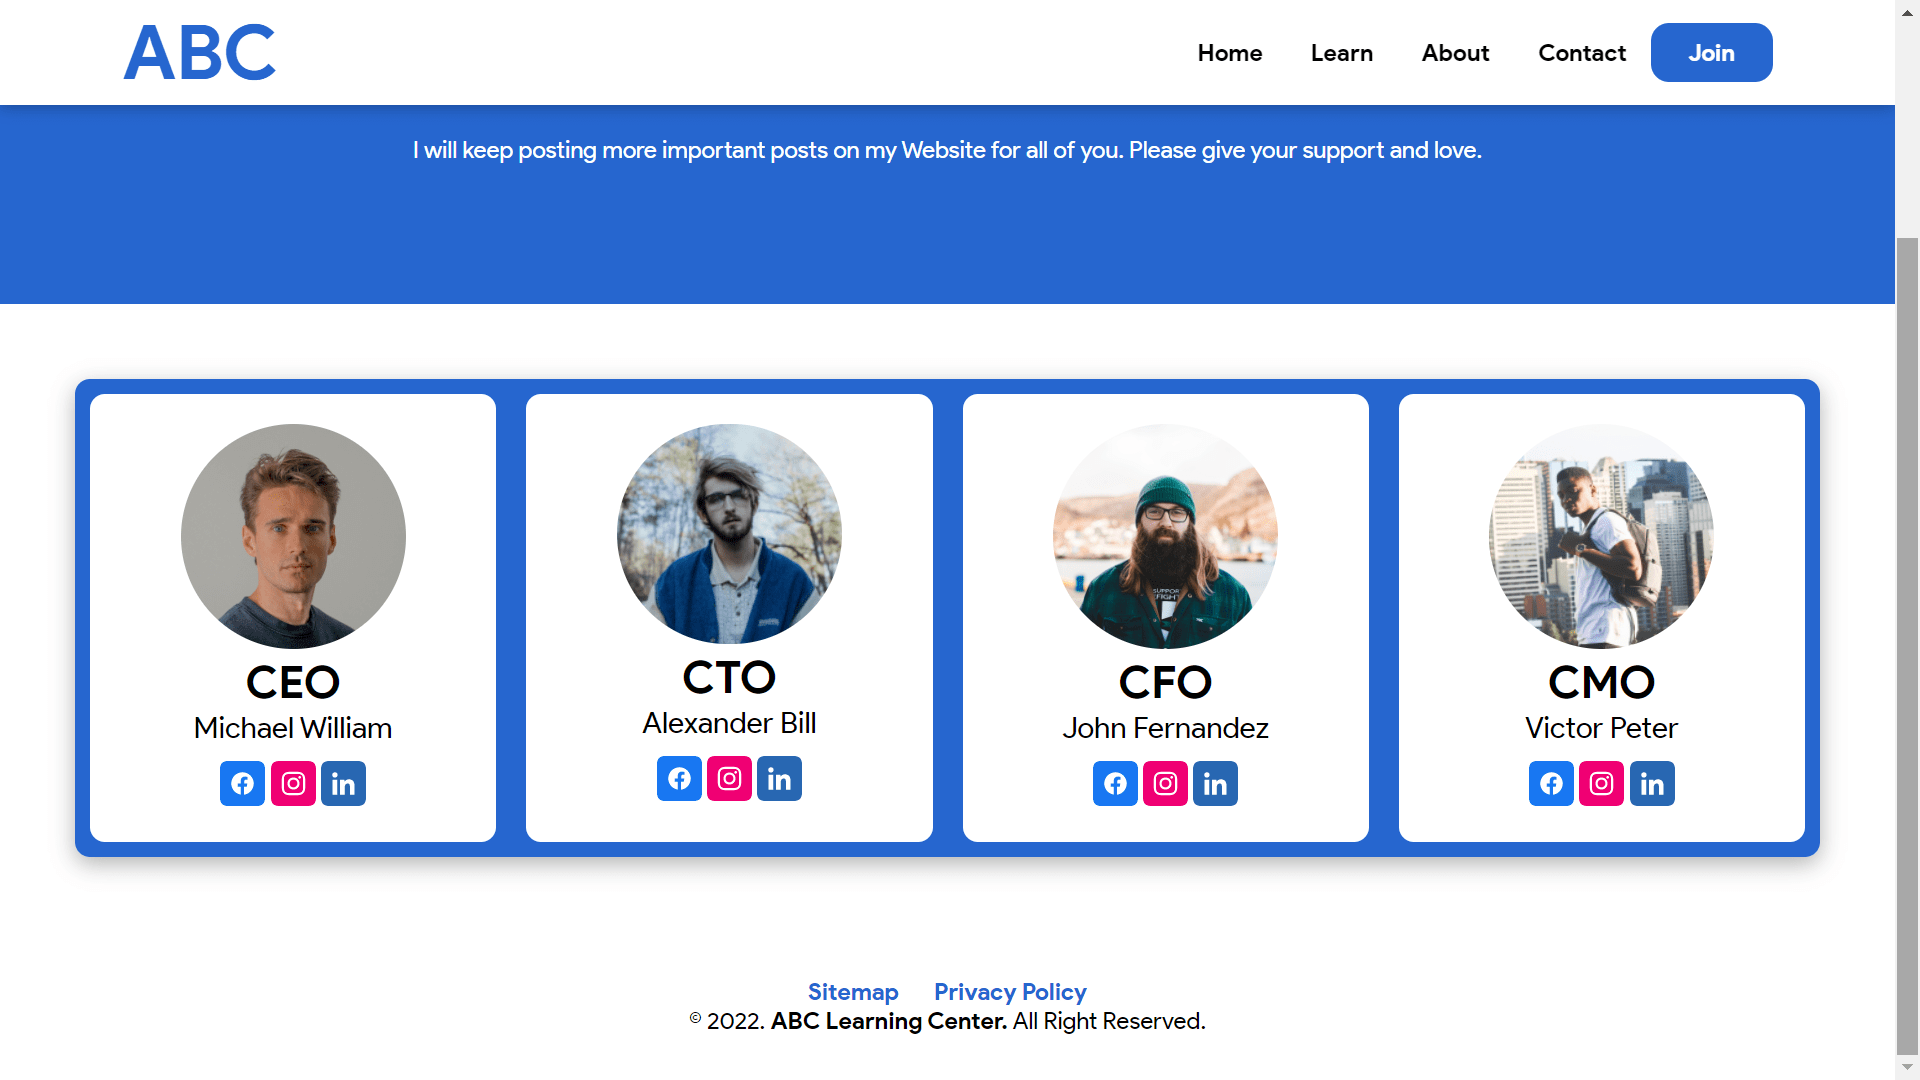 ABC
Home Learn About Contact Join
I will keep posting more important posts on my Website for all of you. Please give your support and love.
SUPPOR
FIGHT
CEO
Michael William
CTO
Alexander Bill
CFO
John Fernandez
CMO
Victor Peter
Sitemap Privacy Policy
© 2022. ABC Learning Center. All Right Reserved.